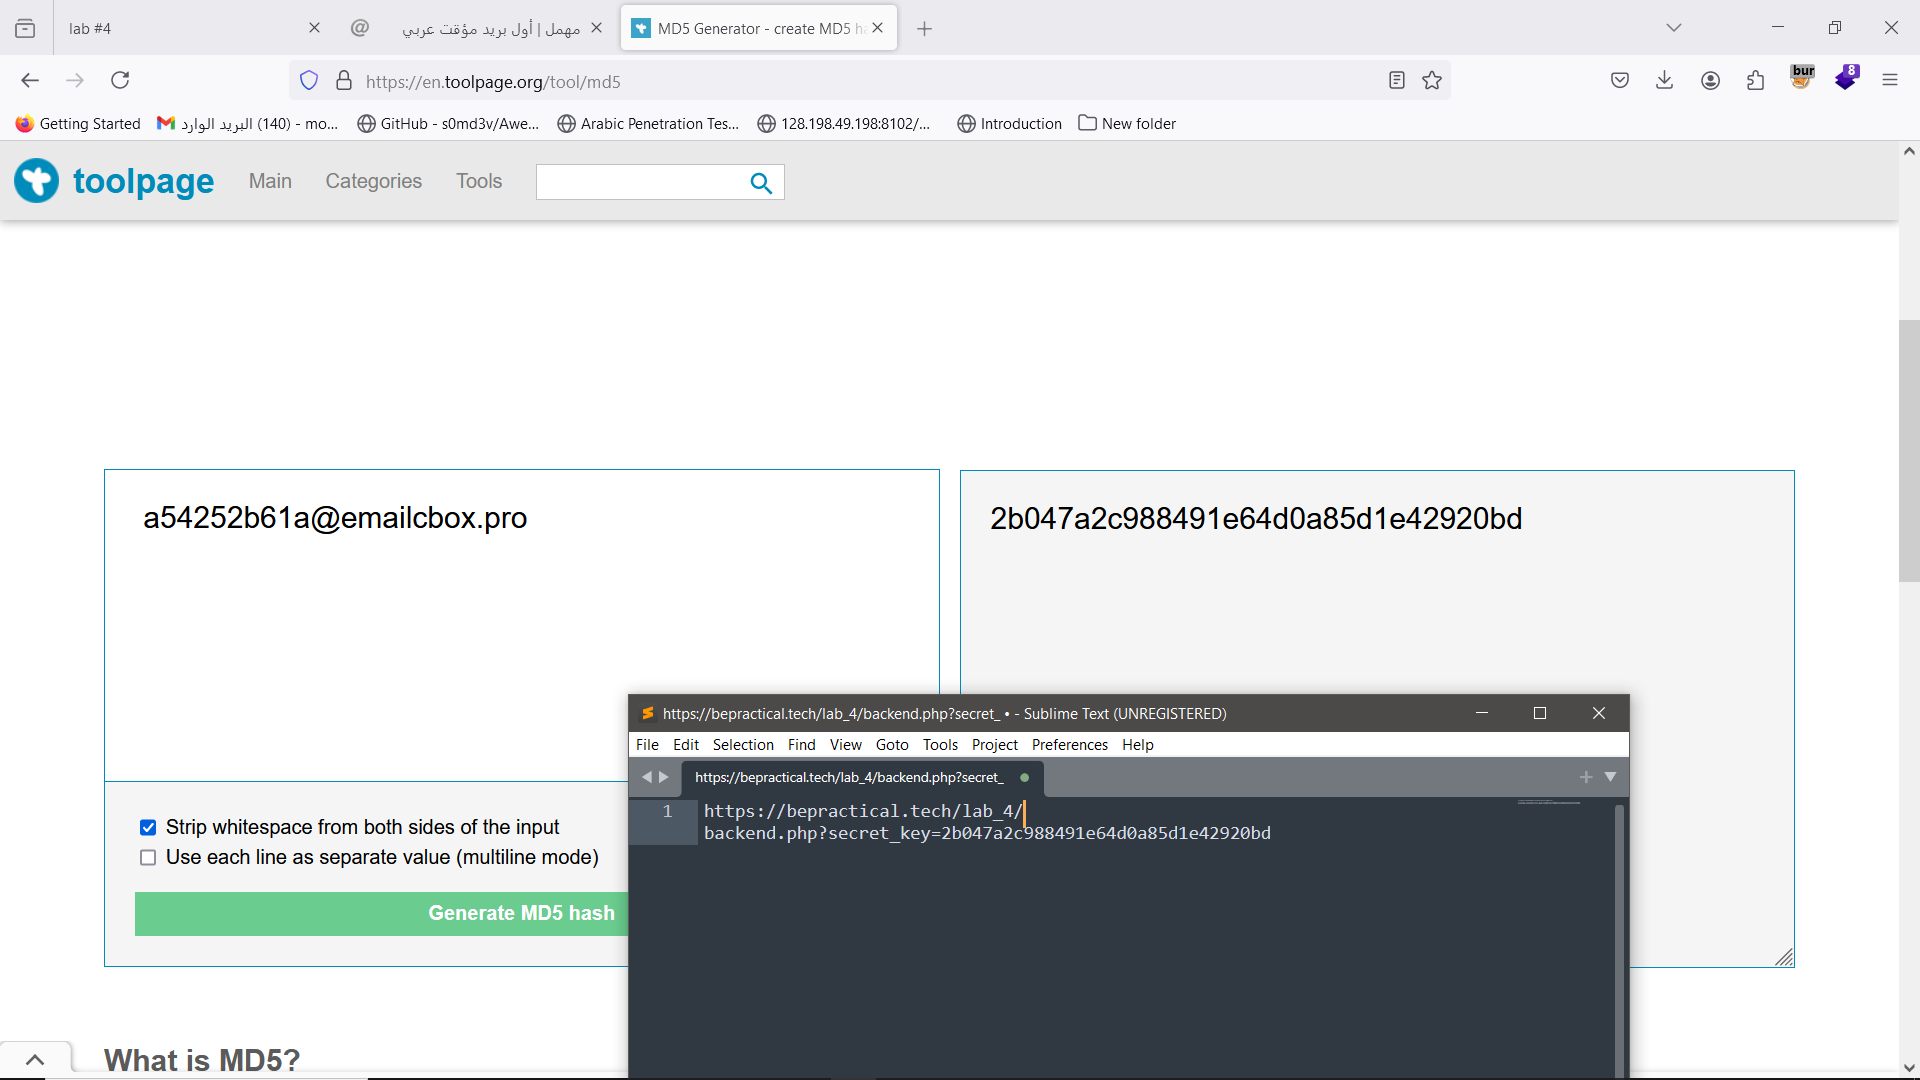 lab #4
مهمل | أول بريد مؤقت عربي
MD5 Generator - create MD5 ha
https://en.toolpage.org/tool/md5
bur
8
Getting Started
البريد الوارد (140) - mo...
GitHub - s0md3v/Awe...
Arabic Penetration Tes...
128.198.49.198:8102/...
Introduction
New folder
toolpage
Main
Categories
Tools
a54252b61a@emailcbox.pro
2b047a2c988491e64d0a85d1e42920bd
Strip whitespace from both sides of the input
Use each line as separate value (multiline mode)
Generate MD5 hash
What is MD5?
https://bepractical.tech/lab_4/backend.php?secret_ • - Sublime Text (UNREGISTERED)
File Edit Selection Find View Goto Tools Project Preferences Help
https://bepractical.tech/lab_4/backend.php?secret_
1 https://bepractical.tech/lab_4/
backend.php?secret_key=2b047a2c988491e64d0a85d1e42920bd